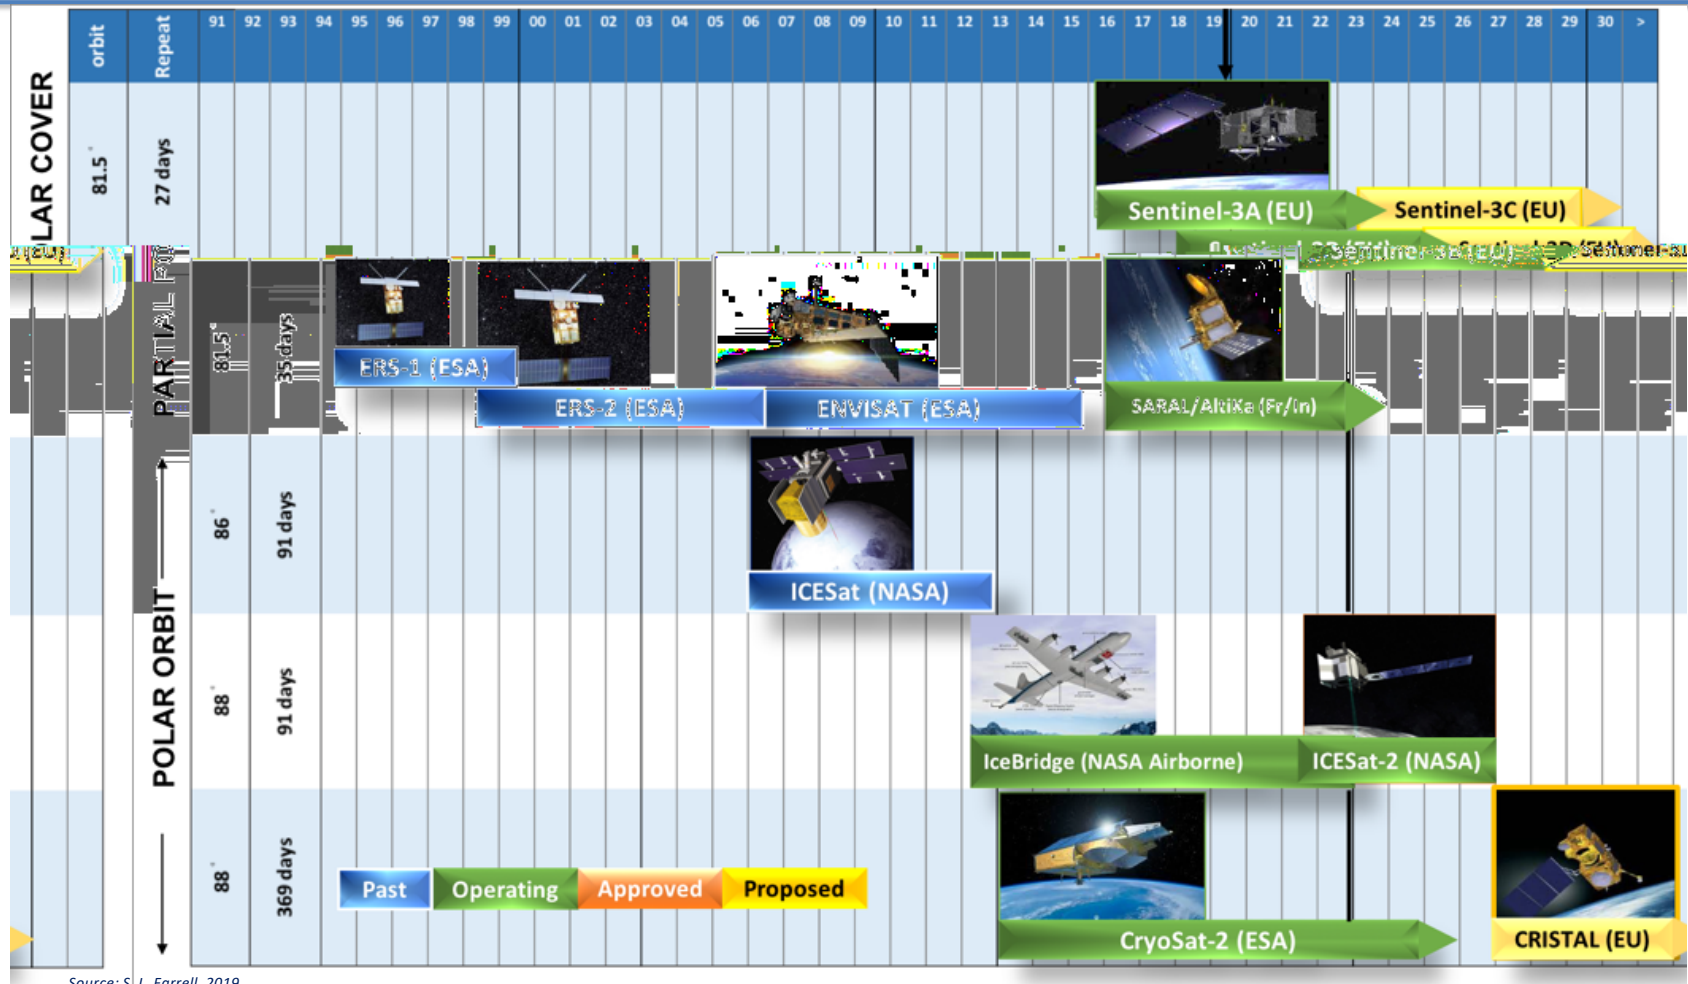 orbit Repeat 91 92 93 94 95 96 97 98 99 00 01 02 03 04 05 06 07 08 09 10 11 12 13 14 15 16 17 18 19 20 21 22 23 24 25 26 27 28 29 30 >
LAR COVER
81.5° 27 days
Sentinel-3A (EU) Sentinel-3C (EU)
PARTIAL
81.5° 35 days
ERS-1 (ESA)
ERS-2 (ESA) ENVISAT (ESA) SARAL/AltiKa (Fr/In)
POLAR ORBIT
86° 91 days
ICESat (NASA)
88° 91 days
IceBridge (NASA Airborne) ICESat-2 (NASA)
88° 369 days
Past Operating Approved Proposed
CryoSat-2 (ESA) CRISTAL (EU)
Source: S. L. Farrell, 2019